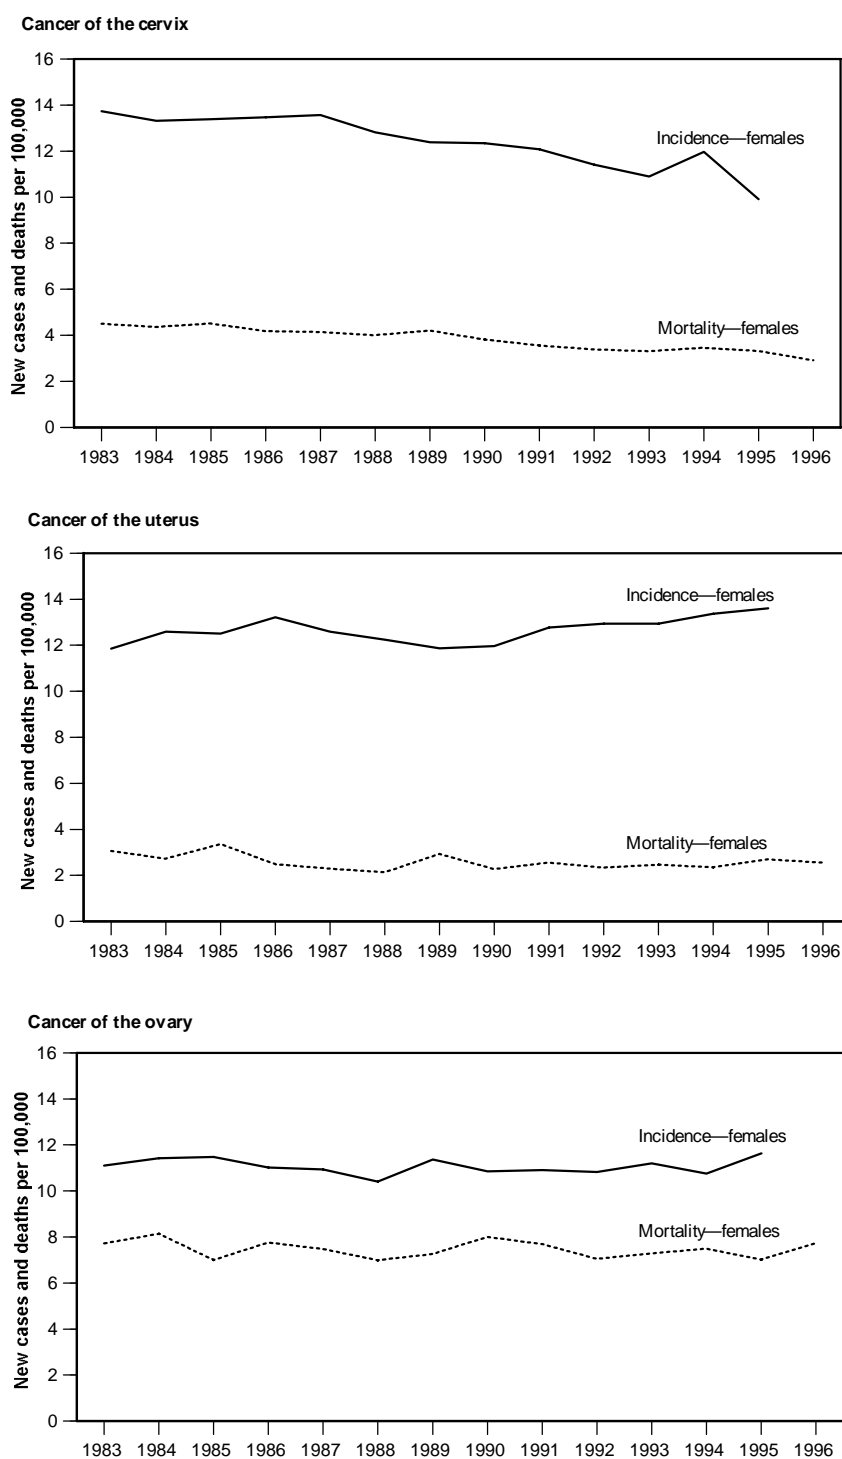 Cancer of the cervix
New cases and deaths per 100,000
16
14
12
10
8
6
4
2
0
Incidence—females
Mortality—females
1983 1984 1985 1986 1987 1988 1989 1990 1991 1992 1993 1994 1995 1996
Cancer of the uterus
New cases and deaths per 100,000
16
14
12
10
8
6
4
2
0
Incidence—females
Mortality—females
1983 1984 1985 1986 1987 1988 1989 1990 1991 1992 1993 1994 1995 1996
Cancer of the ovary
New cases and deaths per 100,000
16
14
12
10
8
6
4
2
0
Incidence—females
Mortality—females
1983 1984 1985 1986 1987 1988 1989 1990 1991 1992 1993 1994 1995 1996